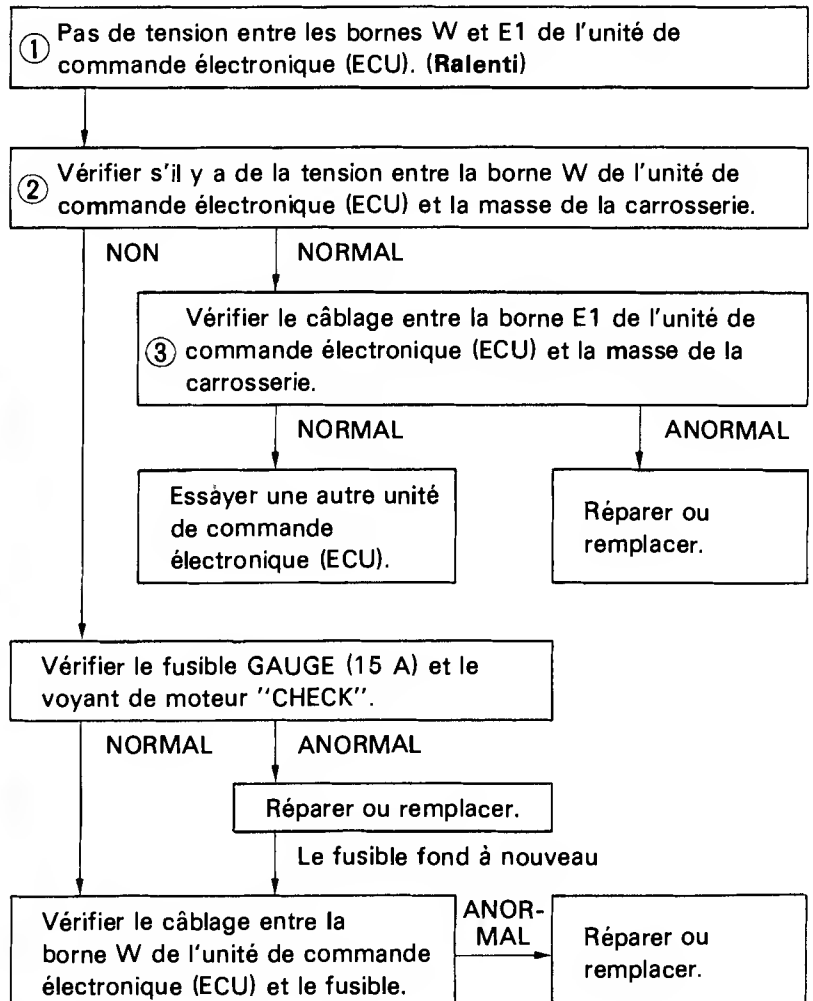 ① Pas de tension entre les bornes W et E1 de l'unité de
commande électronique (ECU). (Ralenti)
② Vérifier s'il y a de la tension entre la borne W de l'unité de
commande électronique (ECU) et la masse de la carrosserie.
NON
NORMAL
Vérifier le câblage entre la borne E1 de l'unité de
③ commande électronique (ECU) et la masse de la
carrosserie.
NORMAL
ANORMAL
Essayer une autre unité
de commande
électronique (ECU).
Réparer ou
remplacer.
Vérifier le fusible GAUGE (15 A) et le
voyant de moteur "CHECK".
NORMAL
ANORMAL
Réparer ou remplacer.
Le fusible fond à nouveau
Vérifier le câblage entre la
borne W de l'unité de commande
électronique (ECU) et le fusible.
ANOR-
MAL
Réparer ou
remplacer.